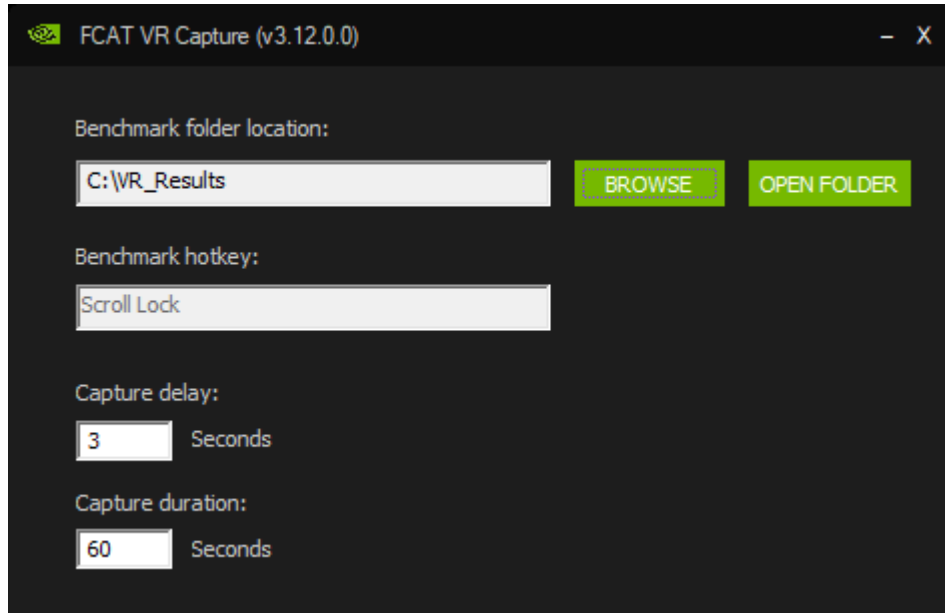 FCAT VR Capture (v3.12.0.0)
– X
Benchmark folder location:
C:\VR_Results BROWSE OPEN FOLDER
Benchmark hotkey:
Scroll Lock
Capture delay:
3 Seconds
Capture duration:
60 Seconds